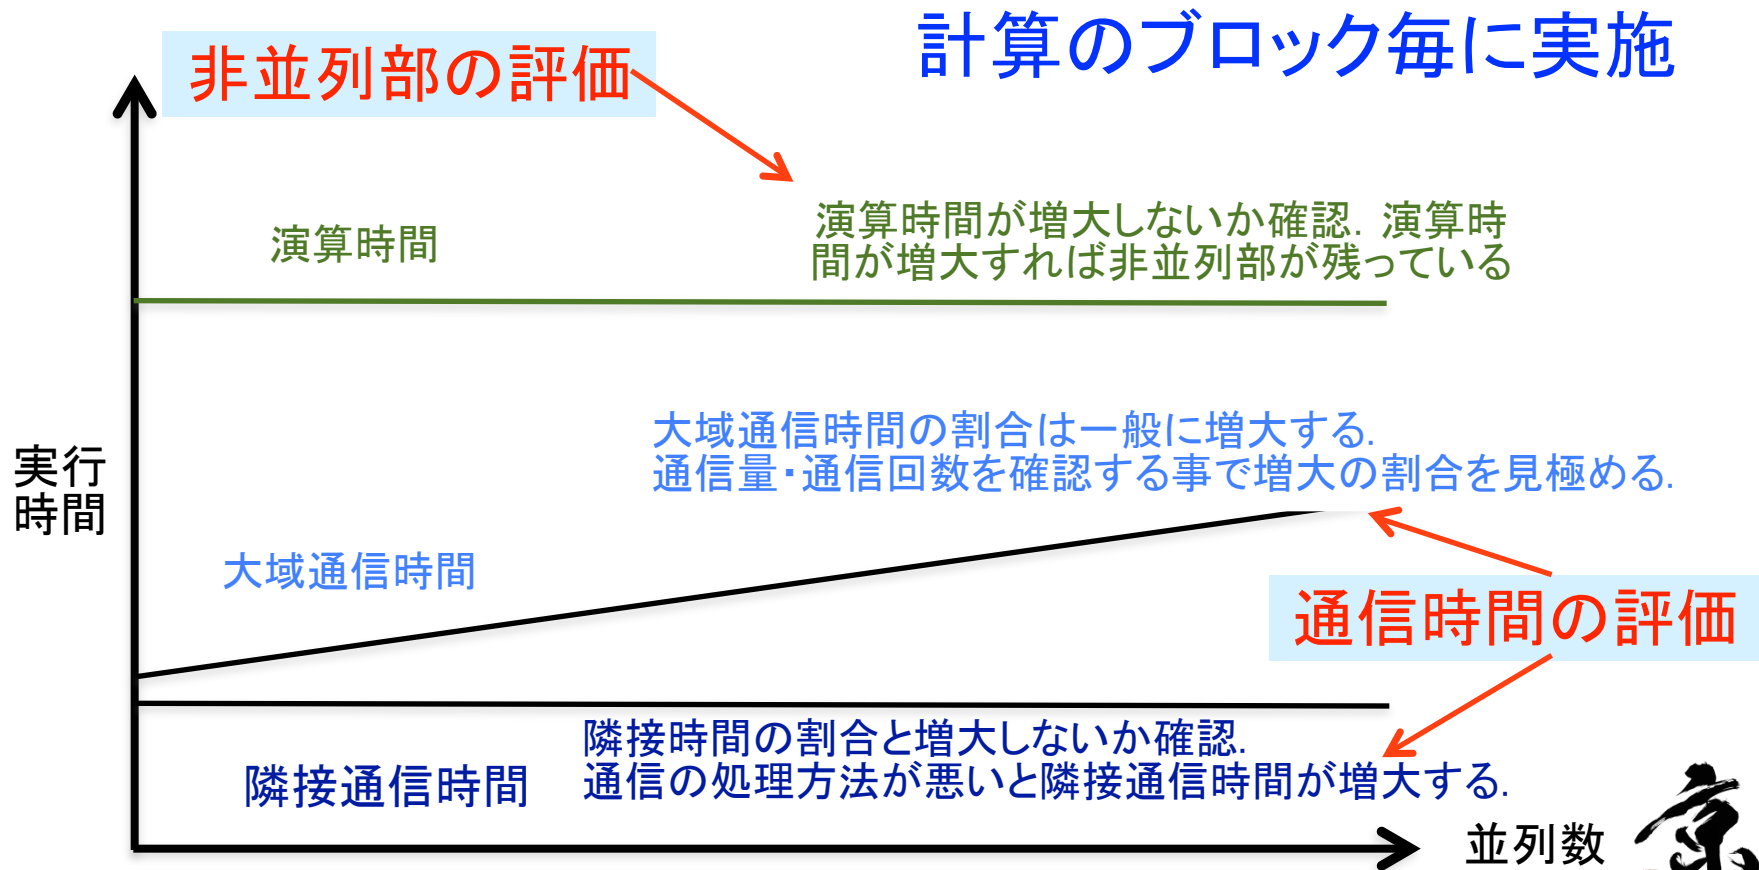 計算のブロック毎に実施
非並列部の評価
演算時間
演算時間が増大しないか確認. 演算時
間が増大すれば非並列部が残っている
大域通信時間の割合は一般に増大する.
通信量・通信回数を確認する事で増大の割合を見極める.
実行
時間
大域通信時間
通信時間の評価
隣接時間の割合と増大しないか確認.
通信の処理方法が悪いと隣接通信時間が増大する.
隣接通信時間
並列数
京